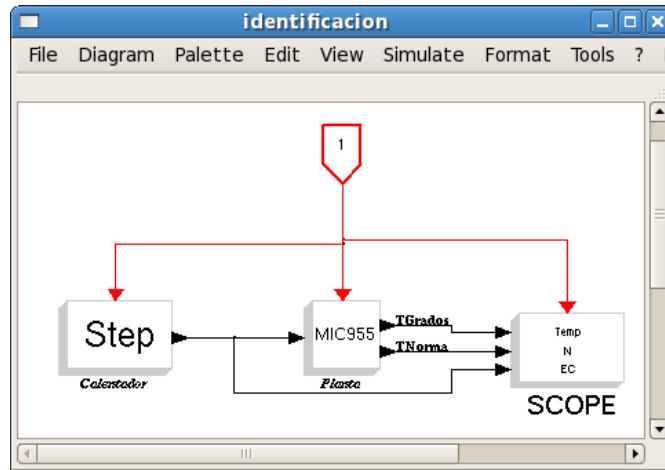 identificacion
File Diagram Palette Edit View Simulate Format Tools ?
1
Step
Calentador
MIC955
Planta
TGrados
TNorma
Temp
N
EC
SCOPE